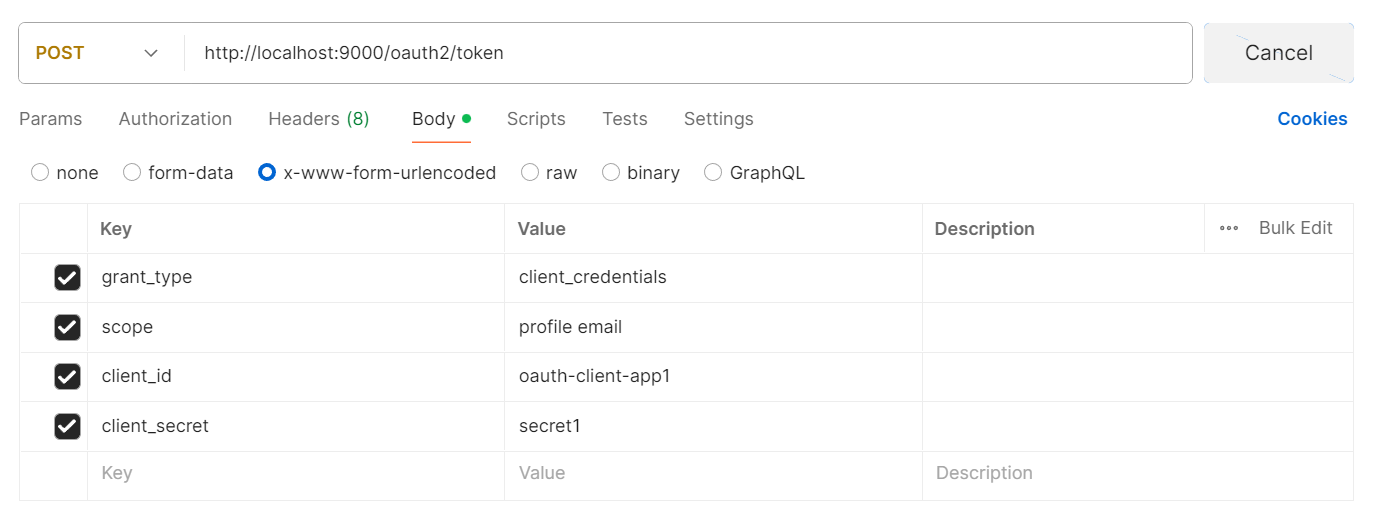 POST http://localhost:9000/oauth2/token Cancel
Params Authorization Headers (8) Body Scripts Tests Settings Cookies
none form-data x-www-form-urlencoded raw binary GraphQL
Key Value Description Bulk Edit
grant_type client_credentials
scope profile email
client_id oauth-client-app1
client_secret secret1
Key Value Description